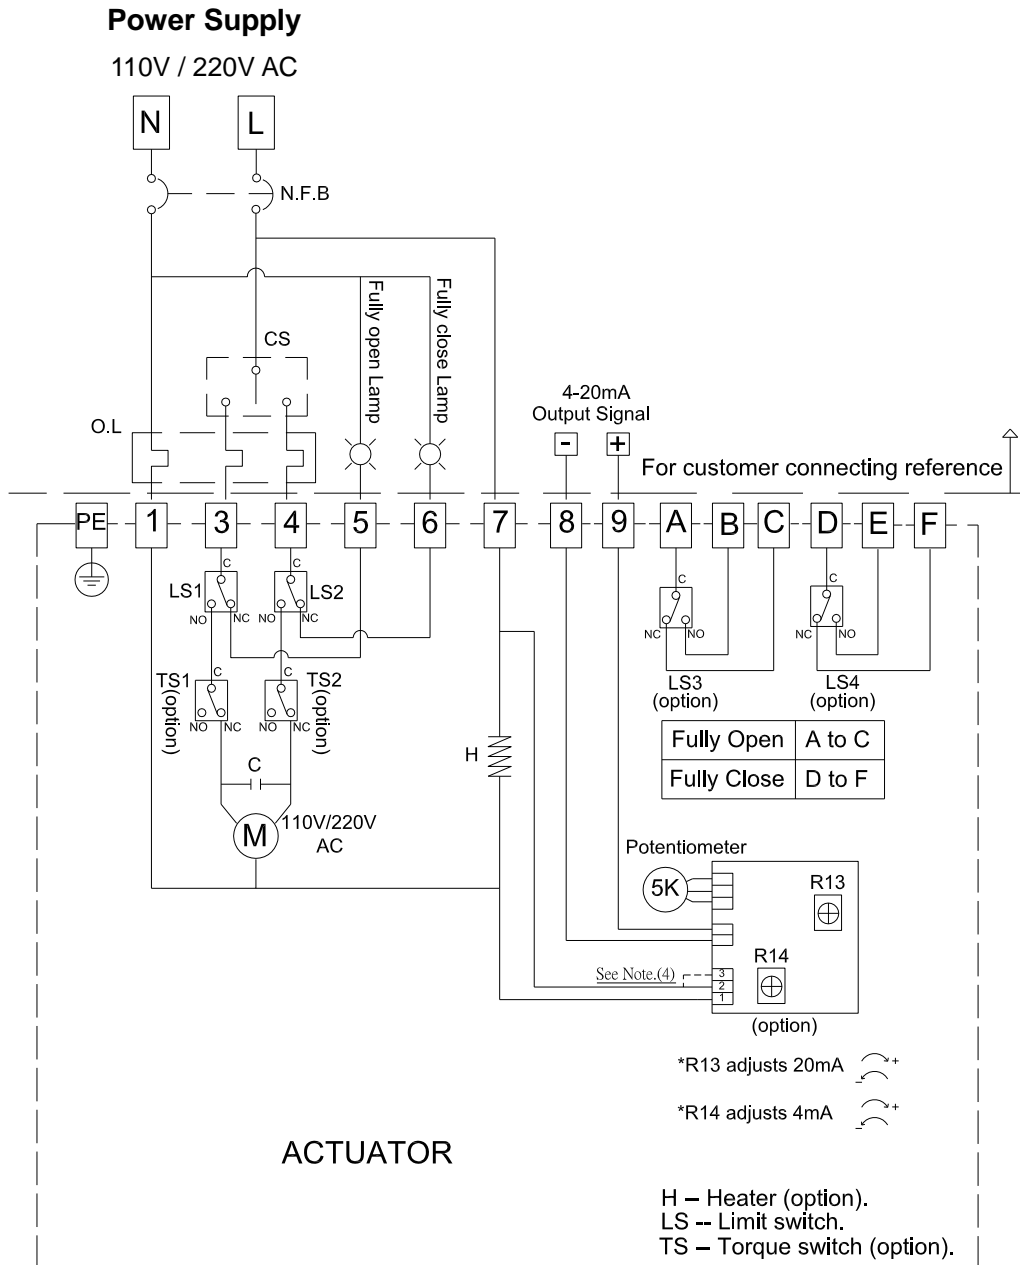 Power Supply
110V / 220V AC
N
L
N.F.B
Fully open Lamp
Fully close Lamp
CS
O.L
4-20mA
Output Signal
-
+
For customer connecting reference
PE
1
3
4
5
6
7
8
9
A
B
C
D
E
F
C
LS1
NO
NC
C
LS2
NO
NC
C
NC
NO
LS3
(option)
C
NC
NO
LS4
(option)
C
TS1
(option)
NO
NC
C
TS2
(option)
NO
NC
Fully Open
A to C
Fully Close
D to F
H
C
M
110V/220V
AC
Potentiometer
5K
R13
R14
See Note.(4)
3
2
1
(option)
*R13 adjusts 20mA
+
-
*R14 adjusts 4mA
+
-
ACTUATOR
H – Heater (option).
LS -- Limit switch.
TS – Torque switch (option).